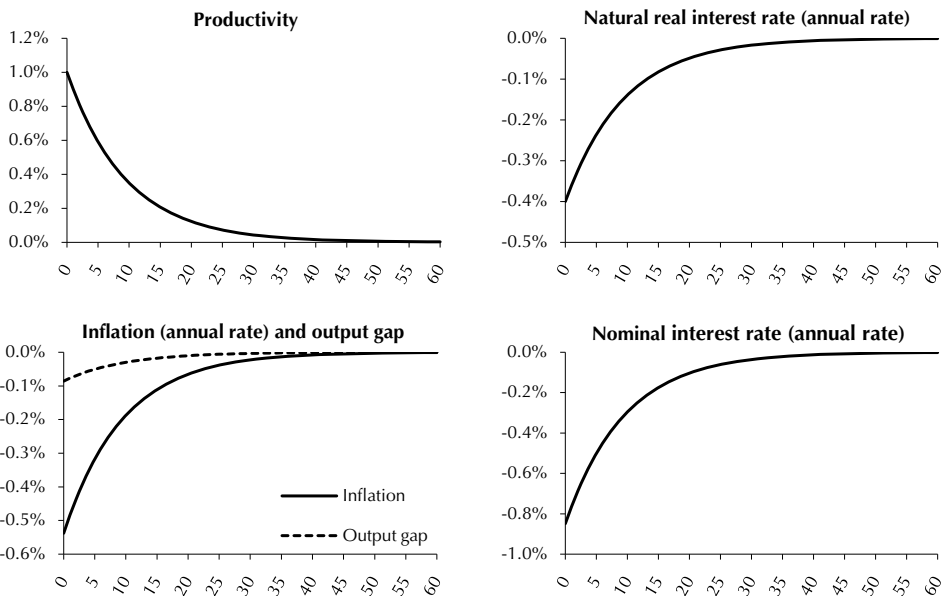 Productivity
1.2%
1.0%
0.8%
0.6%
0.4%
0.2%
0.0%
0 5 10 15 20 25 30 35 40 45 50 55 60
Natural real interest rate (annual rate)
0.0%
-0.1%
-0.2%
-0.3%
-0.4%
-0.5%
0 5 10 15 20 25 30 35 40 45 50 55 60
Inflation (annual rate) and output gap
0.0%
-0.1%
-0.2%
-0.3%
-0.4%
-0.5%
-0.6%
Inflation
Output gap
0 5 10 15 20 25 30 35 40 45 50 55 60
Nominal interest rate (annual rate)
0.0%
-0.2%
-0.4%
-0.6%
-0.8%
-1.0%
0 5 10 15 20 25 30 35 40 45 50 55 60